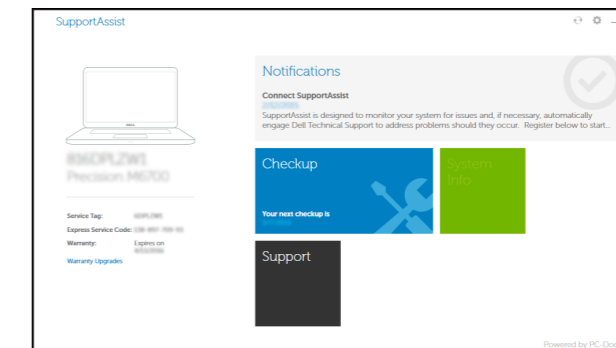 SupportAssist
Notifications
Connect SupportAssist
SupportAssist is designed to monitor your system for issues and, if necessary, automatically
engage Dell Technical Support to address problems should they occur. Register below to start...
Precision M6700
Checkup
System
Info
Service Tag:
Express Service Code:
Warranty: Expires on
Warranty Upgrades
Your next checkup is
Support
Powered by PC-Do